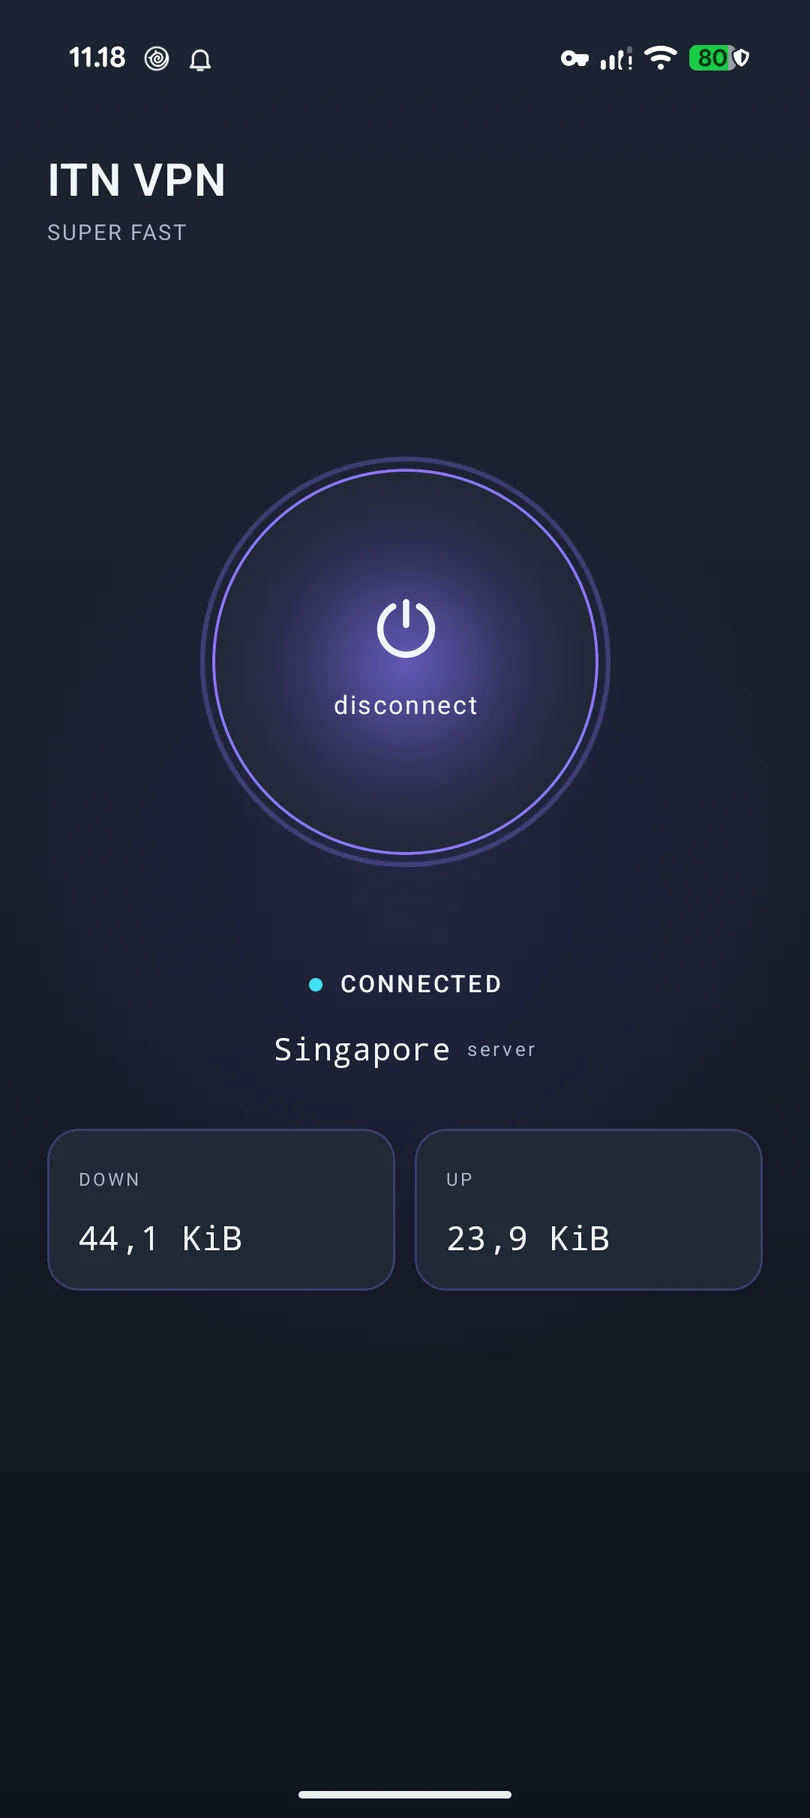 11.18
80
ITN VPN
SUPER FAST
disconnect
CONNECTED
Singapore server
DOWN
44,1 KiB
UP
23,9 KiB